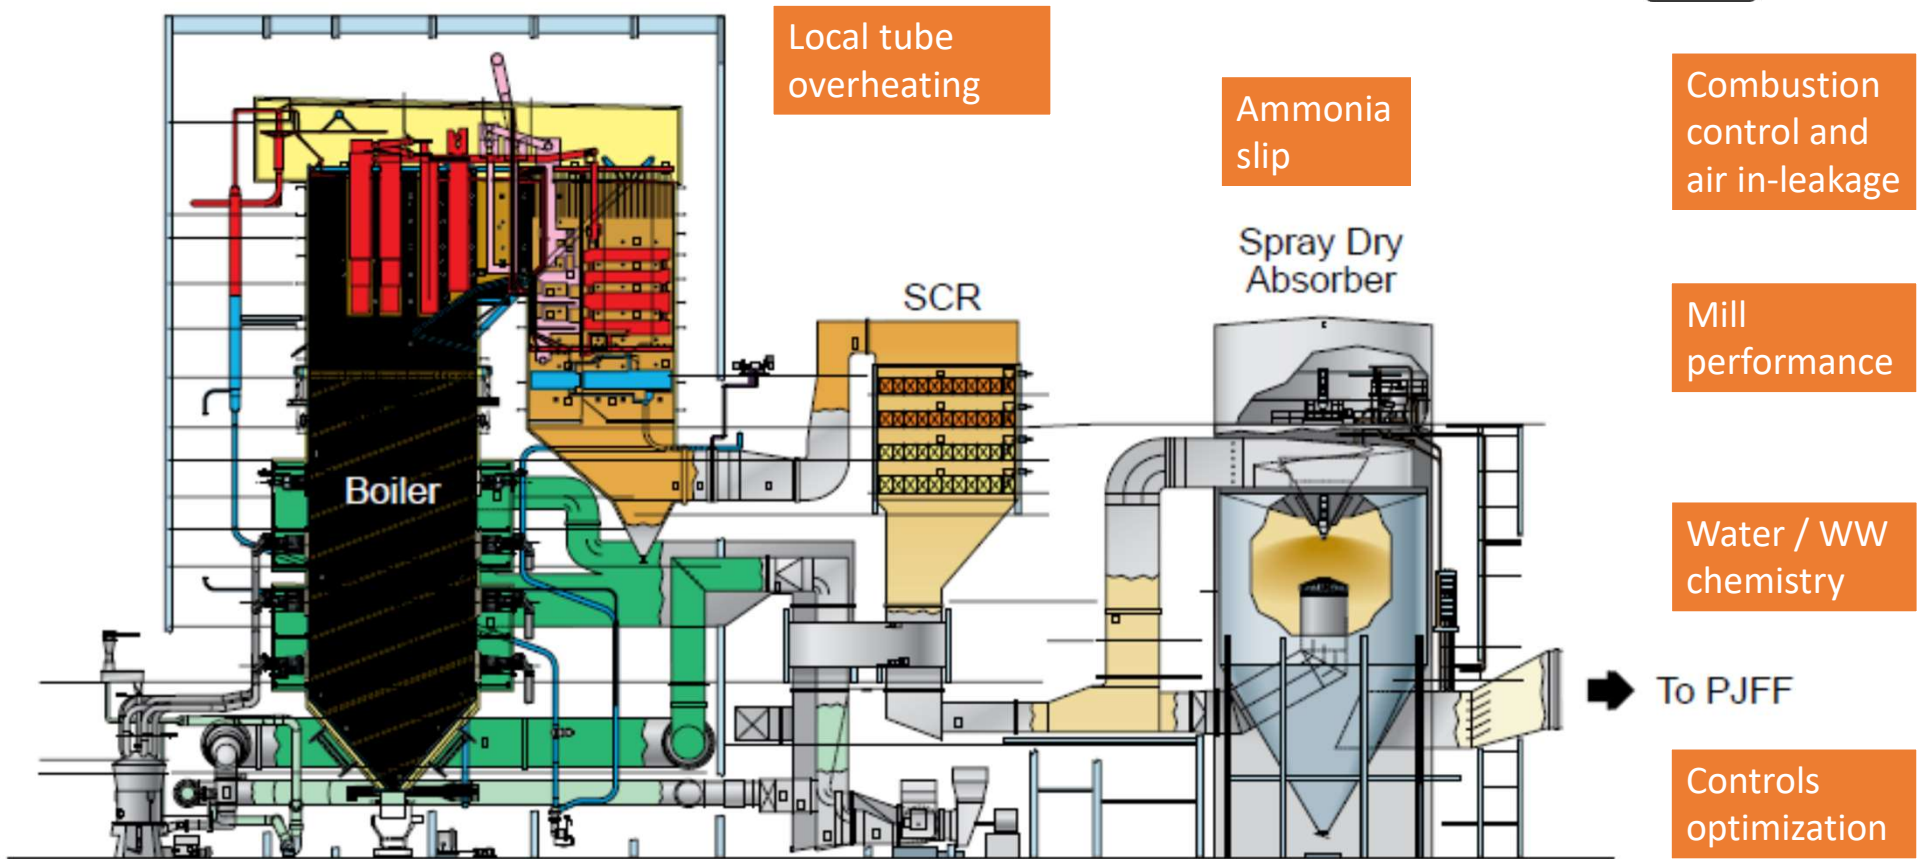 Local tube
overheating
Ammonia
slip
Combustion
control and
air in-leakage
Spray Dry
Absorber
SCR
Mill
performance
Boiler
Water / WW
chemistry
To PJFF
Controls
optimization